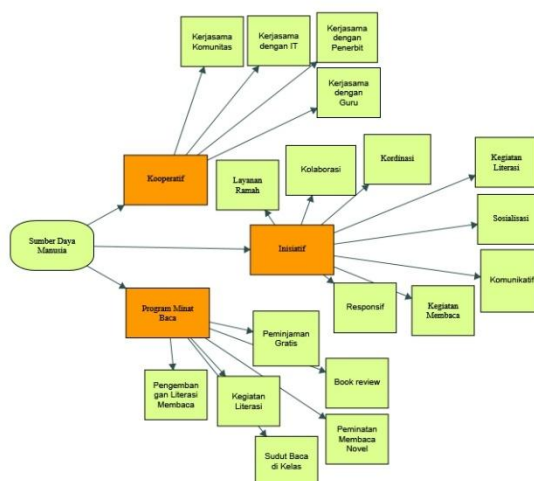 Kerjasama
Komunitas
Kerjasama
dengan IT
Kerjasama
dengan
Penerbit
Kerjasama
dengan
Guru
Kooperatif
Layanan
Ramah
Kolaborasi
Kordinasi
Kegiatan
Literasi
Sosialisasi
Sumber Daya
Manusia
Inisiatif
Komunikatif
Responsif
Kegiatan
Membaca
Program Minat
Baca
Peminjaman
Gratis
Book review
Pengemban
gan Literasi
Membaca
Kegiatan
Literasi
Peminatan
Membaca
Novel
Sudut Baca
di Kelas